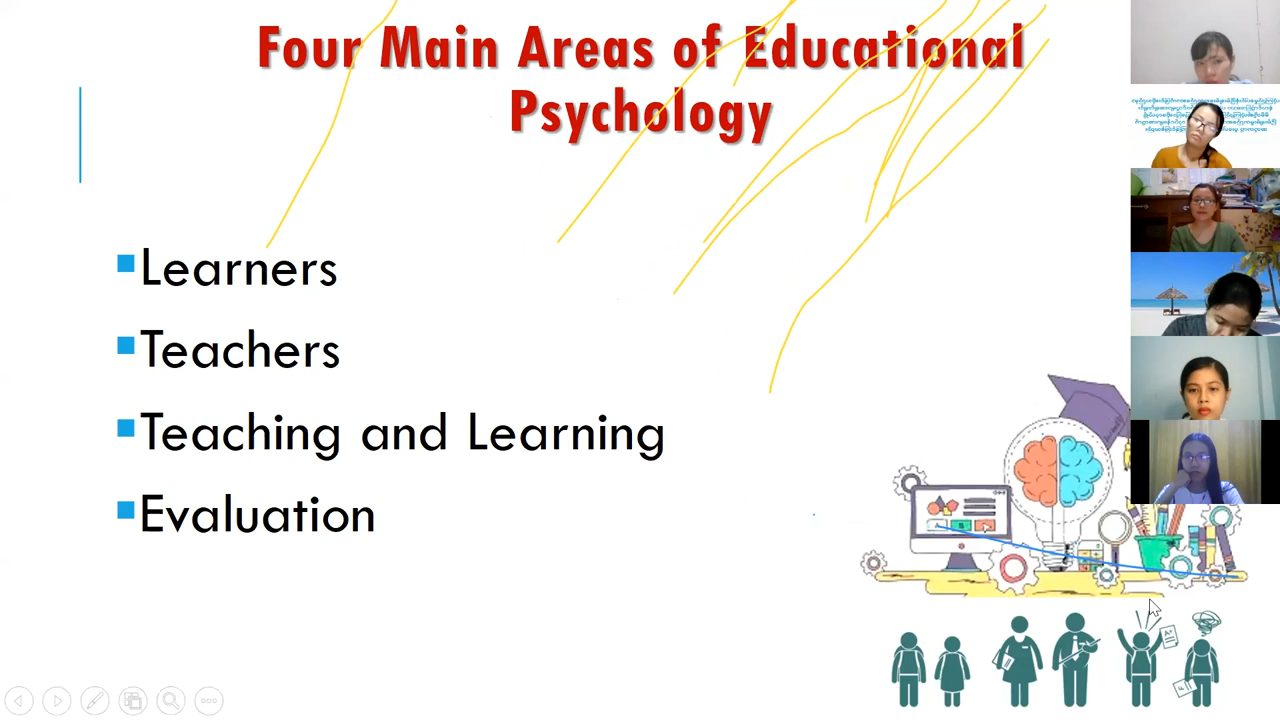 Four Main Areas of Educational
Psychology
Learners
Teachers
Teaching and Learning
Evaluation
A+